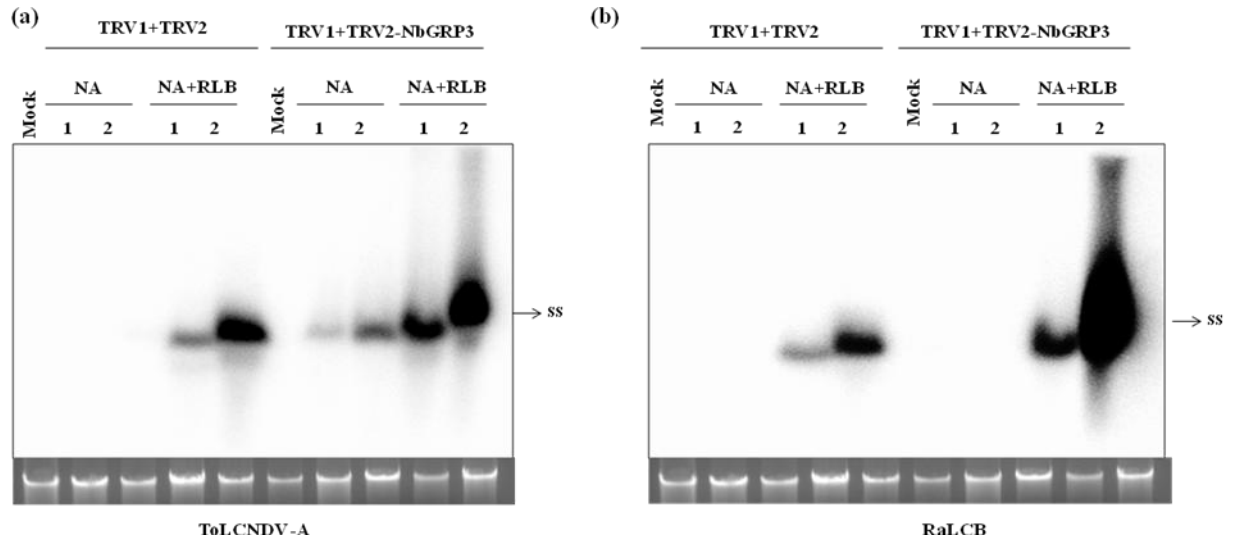 (a)
TRV1+TRV2
TRV1+TRV2-NbGRP3
Mock
NA
NA+RLB
Mock
NA
NA+RLB
1 2 1 2 1 2 1 2
ss
ToLCNDV-A
(b)
TRV1+TRV2
TRV1+TRV2-NbGRP3
Mock
NA
NA+RLB
Mock
NA
NA+RLB
1 2 1 2 1 2 1 2
ss
RaLCB